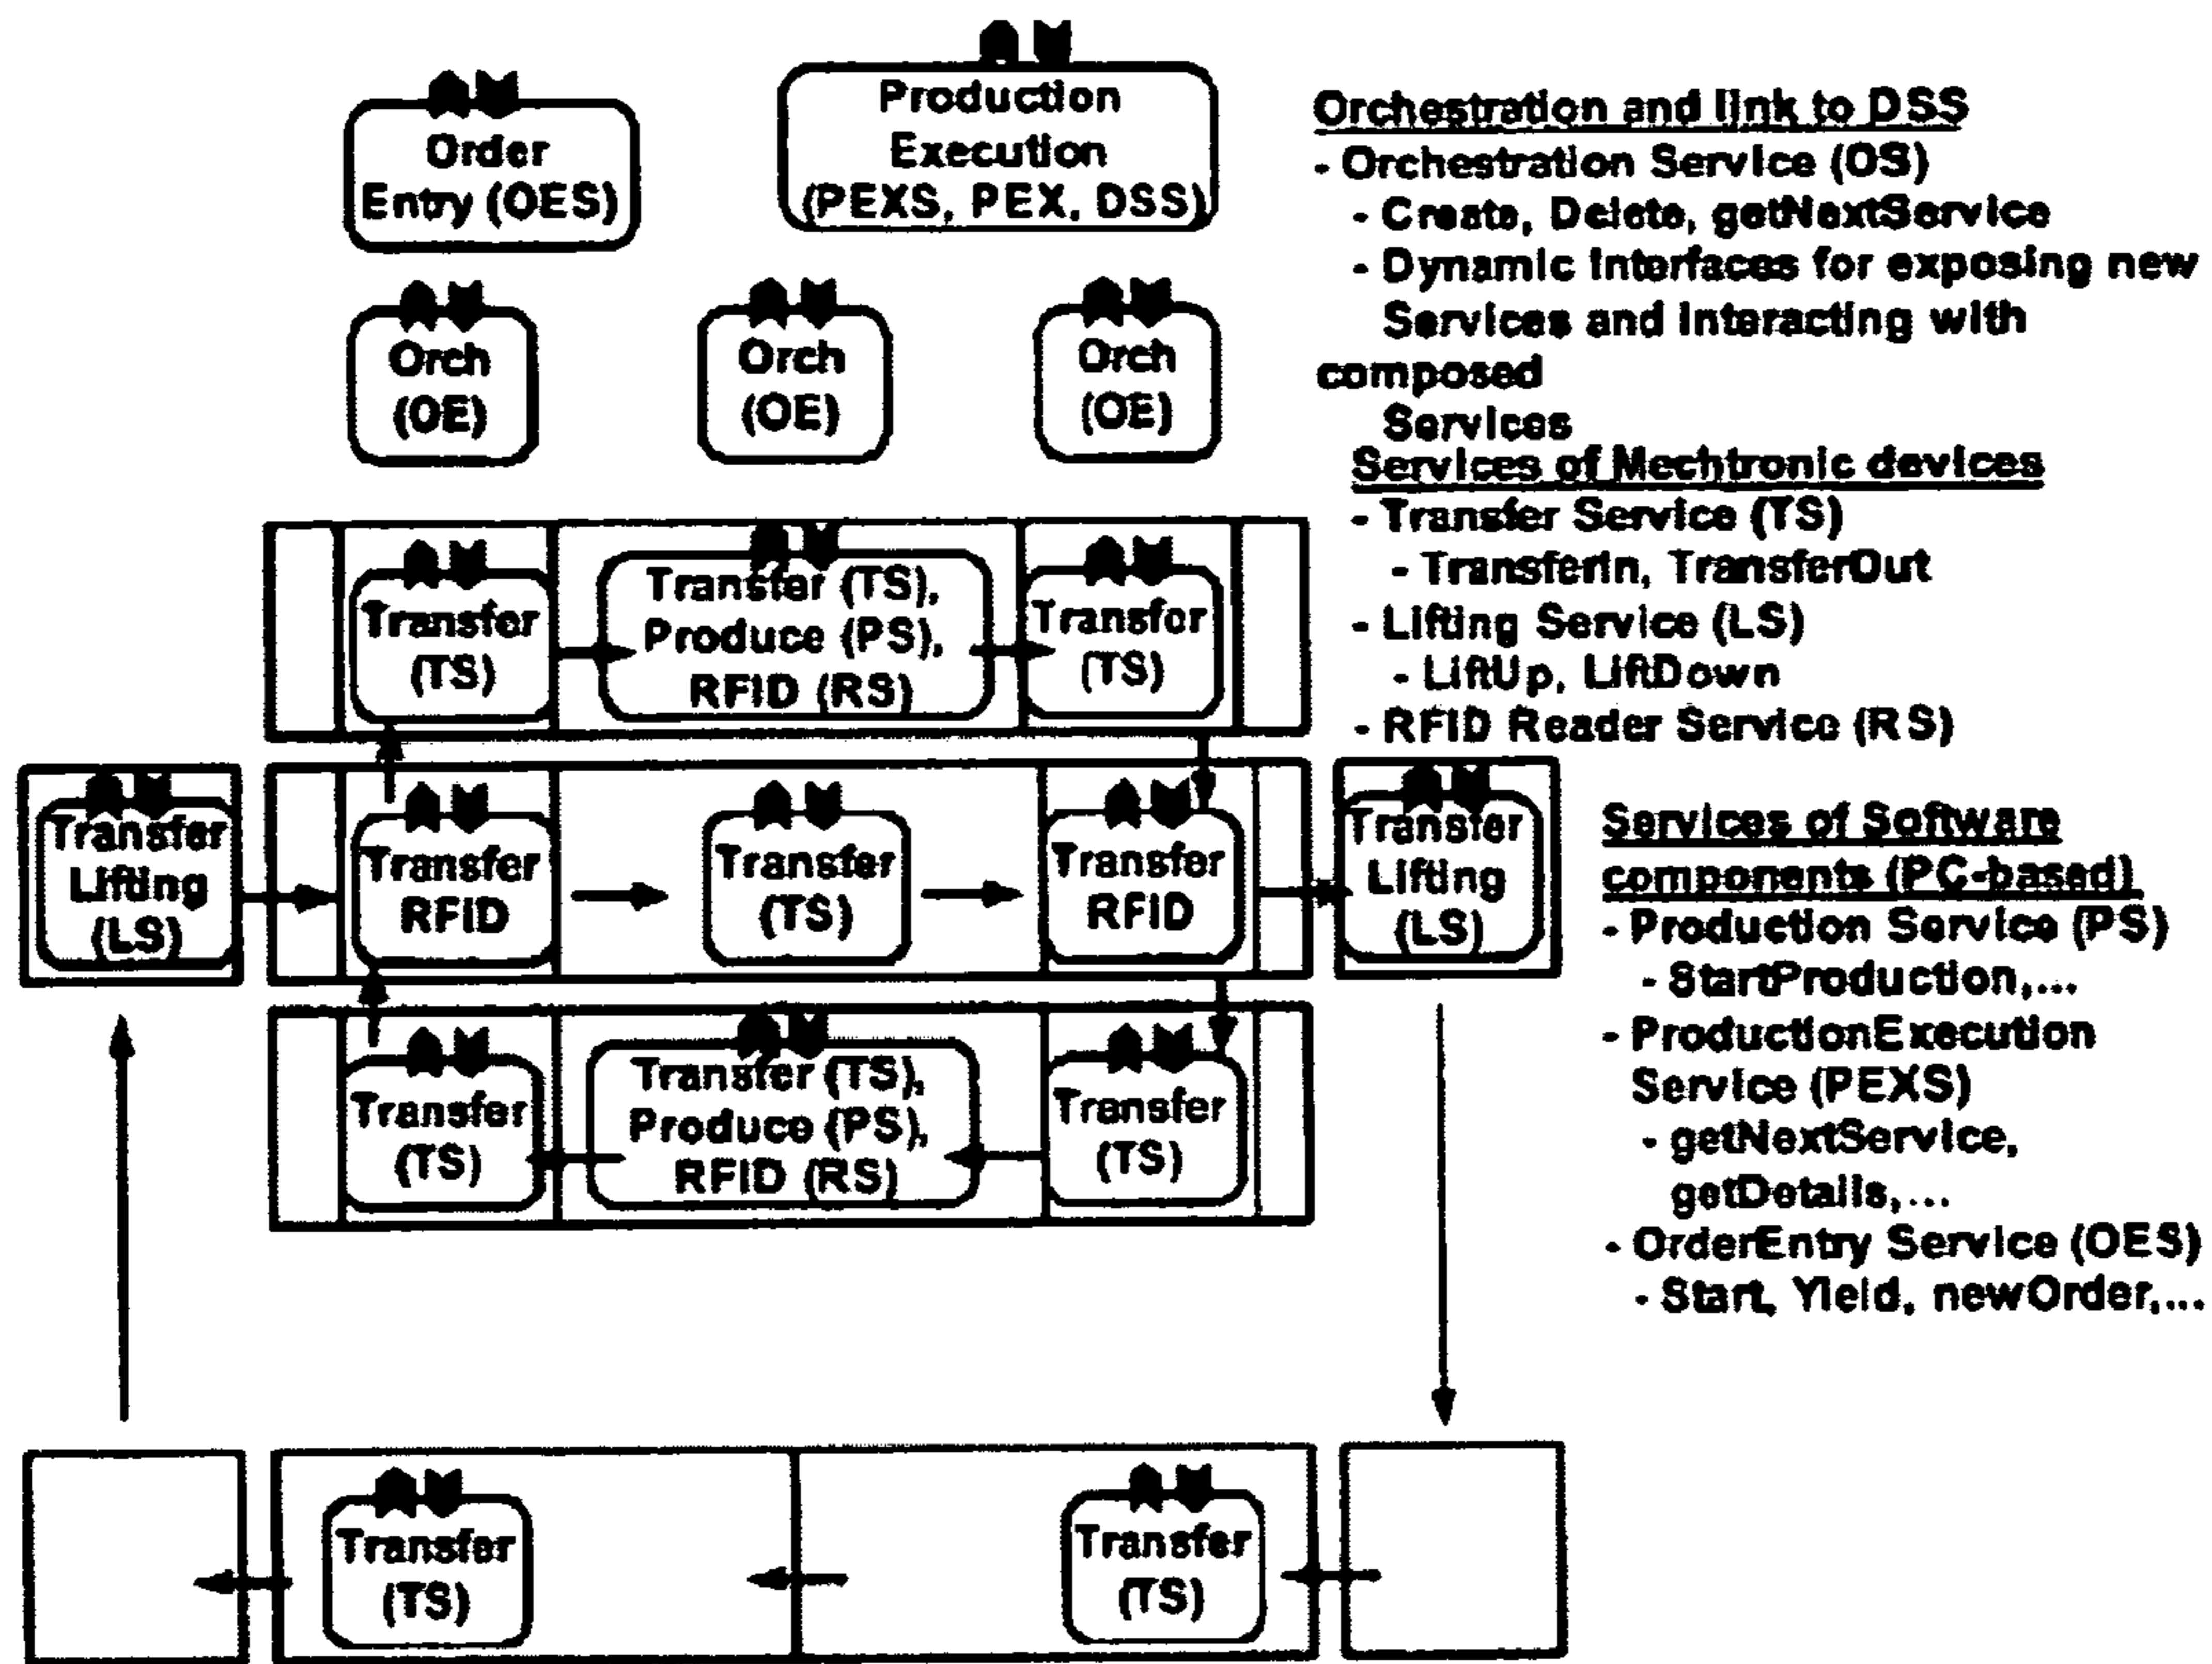 Order
Entry (OES)
Production
Execution
(PEXS, PEX, DSS)
Orch
(OE)
Orch
(OE)
Orch
(OE)
Transfer
(TS)
Transfer (TS),
Produce (PS),
RFID (RS)
Transfer
(TS)
Transfer
Lifting
(LS)
Transfer
RFID
Transfer
(TS)
Transfer
RFID
Transfer
Lifting
(LS)
Transfer
(TS)
Transfer (TS),
Produce (PS),
RFID (RS)
Transfer
(TS)
Transfer
(TS)
Transfer
(TS)
Orchestration and link to DSS
- Orchestration Service (OS)
- Create, Delete, getNextService
- Dynamic Interfaces for exposing new
Services and Interacting with
composed
Services
Services of Mechtronic devices
- Transfer Service (TS)
- TransferIn, TransferOut
- Lifting Service (LS)
- LiftUp, LiftDown
- RFID Reader Service (RS)
Services of Software
components (PC-based)
- Production Service (PS)
- StartProduction,...
- ProductionExecution
Service (PEXS)
- getNextService,
getDetails,...
- OrderEntry Service (OES)
- Start, Yield, newOrder,...